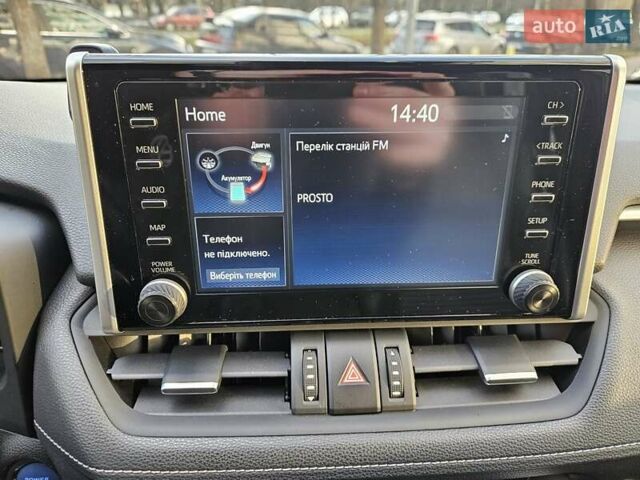 auto RIA
HOME
MENU
AUDIO
MAP
POWER
VOLUME
Home
14:40
Двигун
Акумулятор
Телефон
не підключено.
Виберіть телефон
Перелік станцій FM
PROSTO
CH >
< TRACK
PHONE
SETUP
TUNE
SCROLL
POWER